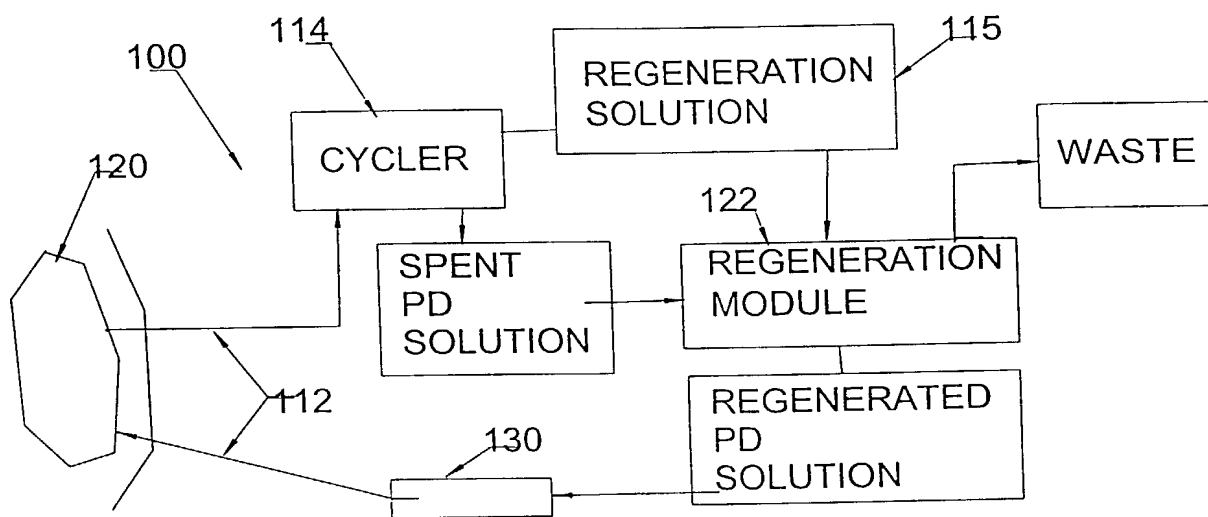 114
115
100
REGENERATION
SOLUTION
CYCLER
WASTE
120
122
SPENT
PD
SOLUTION
REGENERATION
MODULE
112
REGENERATED
PD
SOLUTION
130